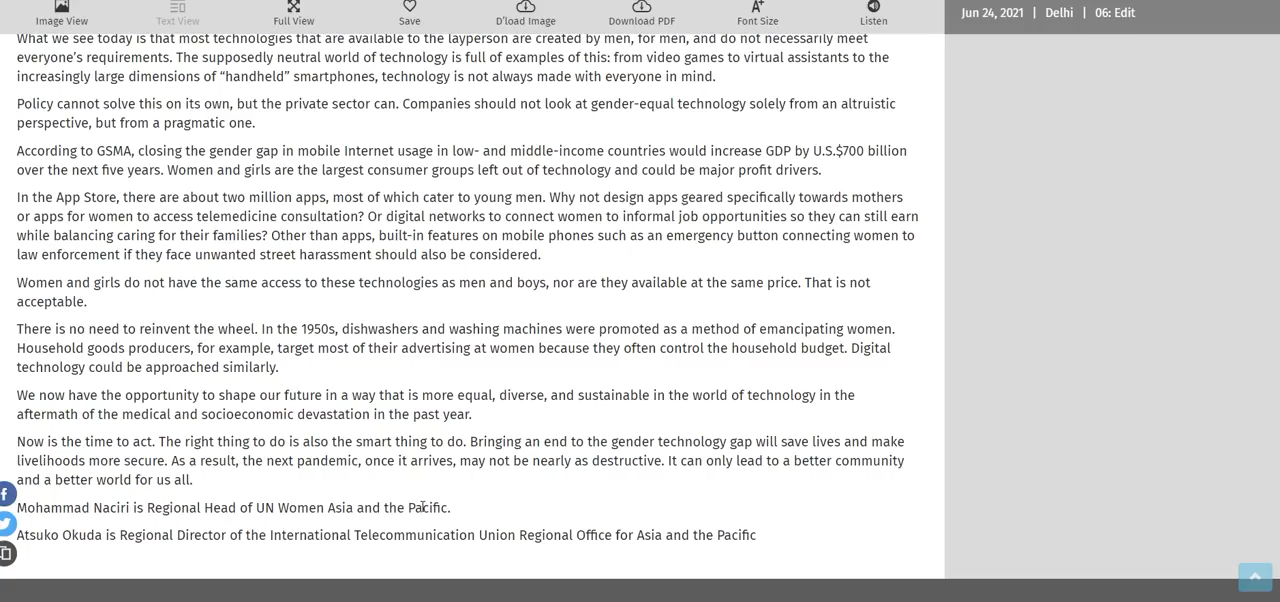 Image View
Text View
Full View
Save
D'load Image
Download PDF
Font Size
Listen
Jun 24, 2021 | Delhi | 06: Edit
What we see today is that most technologies that are available to the layperson are created by men, for men, and do not necessarily meet
everyone’s requirements. The supposedly neutral world of technology is full of examples of this: from video games to virtual assistants to the
increasingly large dimensions of “handheld” smartphones, technology is not always made with everyone in mind.
Policy cannot solve this on its own, but the private sector can. Companies should not look at gender-equal technology solely from an altruistic
perspective, but from a pragmatic one.
According to GSMA, closing the gender gap in mobile Internet usage in low- and middle-income countries would increase GDP by U.S.$700 billion
over the next five years. Women and girls are the largest consumer groups left out of technology and could be major profit drivers.
In the App Store, there are about two million apps, most of which cater to young men. Why not design apps geared specifically towards mothers
or apps for women to access telemedicine consultation? Or digital networks to connect women to informal job opportunities so they can still earn
while balancing caring for their families? Other than apps, built-in features on mobile phones such as an emergency button connecting women to
law enforcement if they face unwanted street harassment should also be considered.
Women and girls do not have the same access to these technologies as men and boys, nor are they available at the same price. That is not
acceptable.
There is no need to reinvent the wheel. In the 1950s, dishwashers and washing machines were promoted as a method of emancipating women.
Household goods producers, for example, target most of their advertising at women because they often control the household budget. Digital
technology could be approached similarly.
We now have the opportunity to shape our future in a way that is more equal, diverse, and sustainable in the world of technology in the
aftermath of the medical and socioeconomic devastation in the past year.
Now is the time to act. The right thing to do is also the smart thing to do. Bringing an end to the gender technology gap will save lives and make
livelihoods more secure. As a result, the next pandemic, once it arrives, may not be nearly as destructive. It can only lead to a better community
and a better world for us all.
Mohammad Naciri is Regional Head of UN Women Asia and the Pacific.
Atsuko Okuda is Regional Director of the International Telecommunication Union Regional Office for Asia and the Pacific